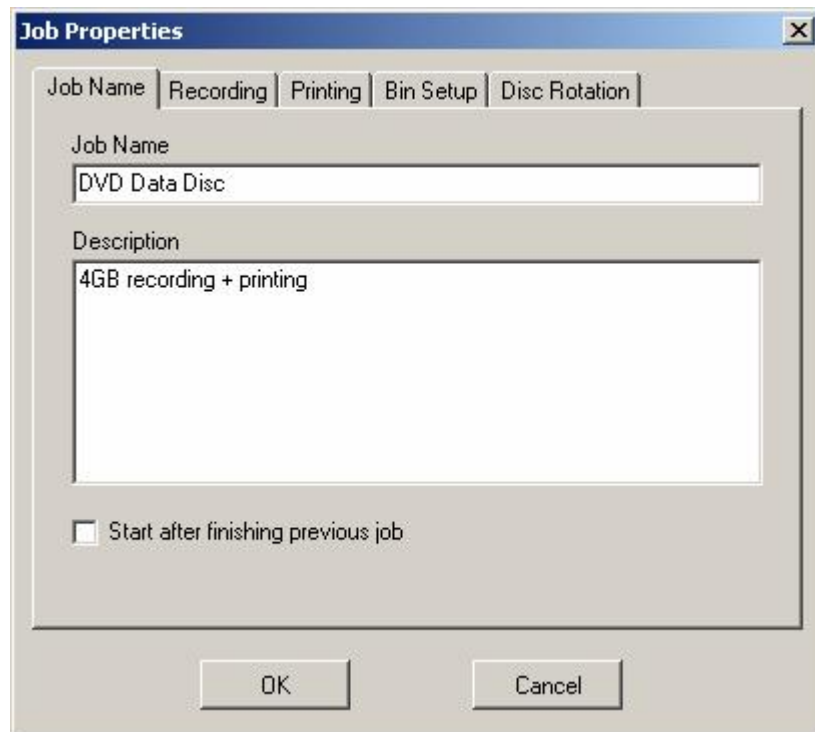 Job Properties
Job Name Recording Printing Bin Setup Disc Rotation
Job Name
DVD Data Disc
Description
4GB recording + printing
Start after finishing previous job
OK Cancel